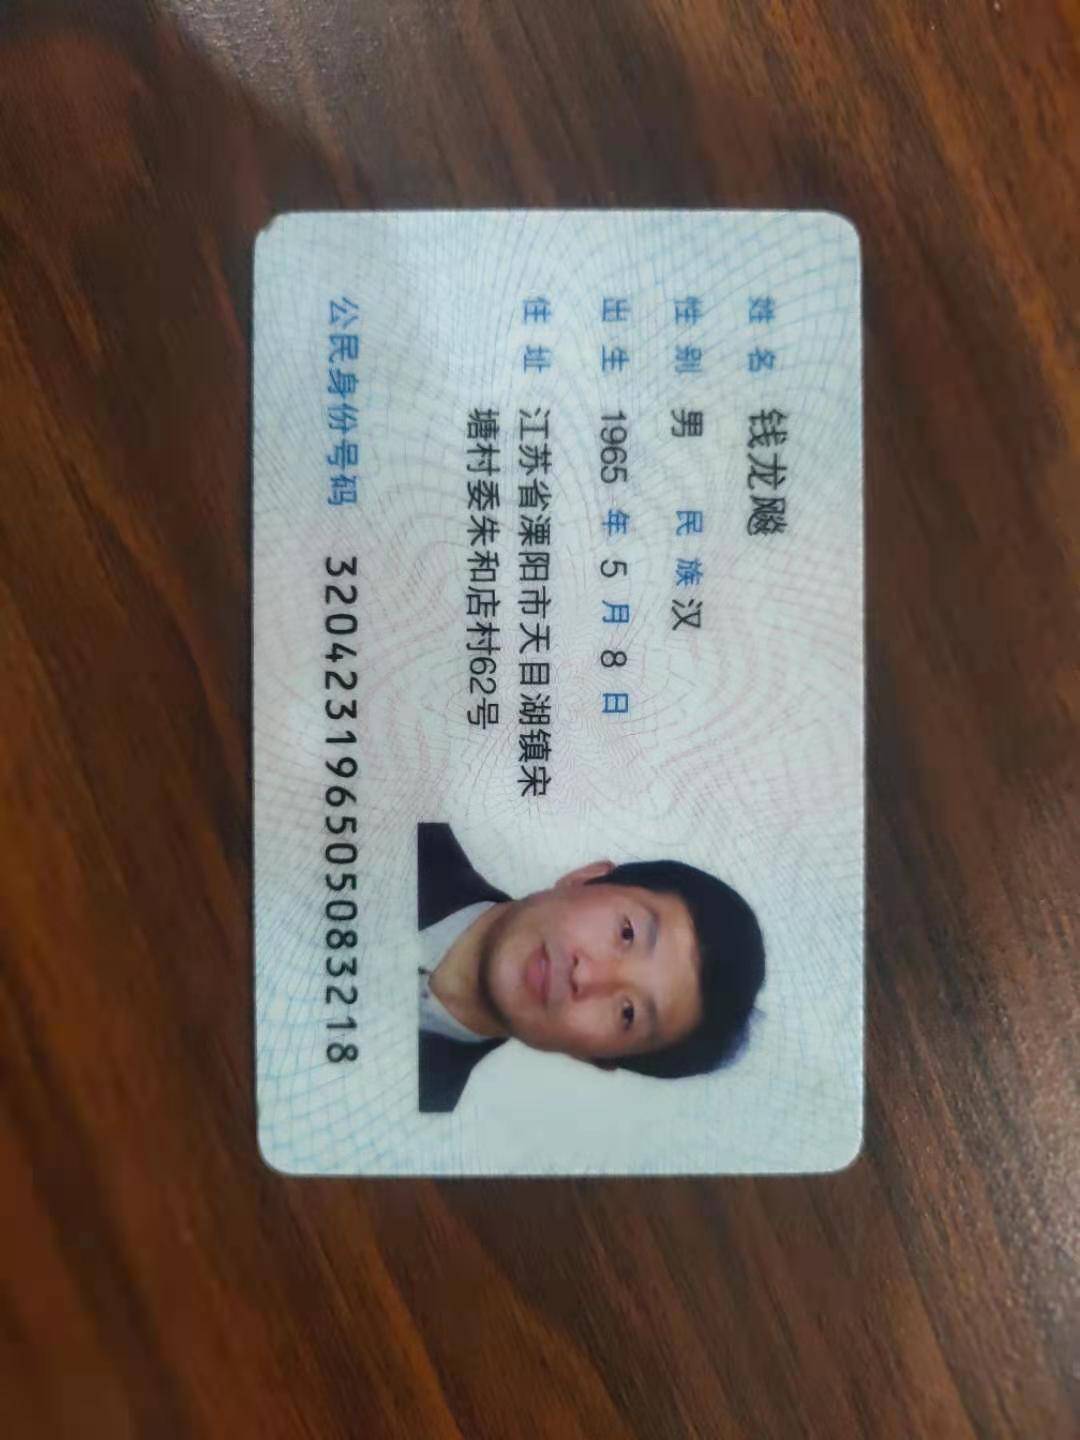 姓名 钱龙飚
性别 男 民族 汉
出生 1965 年 5 月 8 日
住址 江苏省溧阳市天目湖镇宋
塘村委朱和店村62号
公民身份号码 320423196505083218